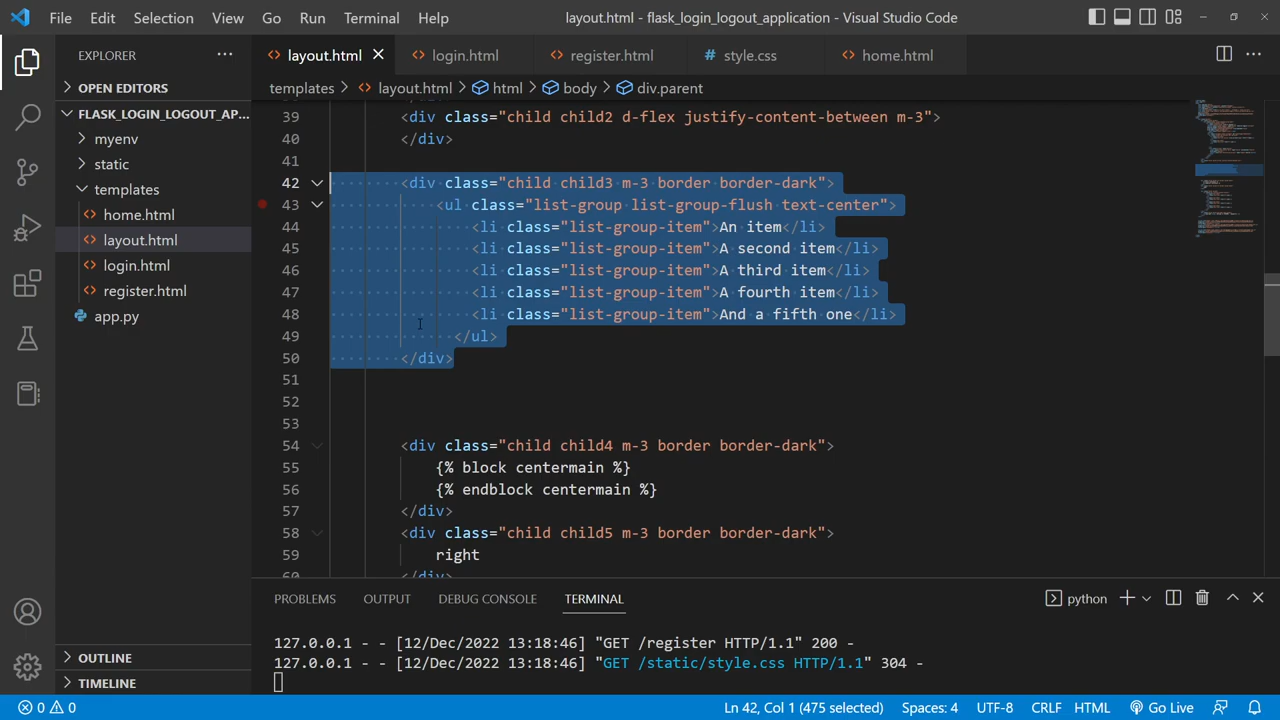 File Edit Selection View Go Run Terminal Help layout.html - flask_login_logout_application - Visual Studio Code
EXPLORER
OPEN EDITORS
FLASK_LOGIN_LOGOUT_AP...
myenv
static
templates
home.html
layout.html
login.html
register.html
app.py
OUTLINE
TIMELINE
layout.html login.html register.html # style.css home.html
templates > layout.html > html > body > div.parent
39 <div class="child child2 d-flex justify-content-between m-3">
40 </div>
41
42 <div class="child child3 m-3 border border-dark">
43 <ul class="list-group list-group-flush text-center">
44 <li class="list-group-item">An item</li>
45 <li class="list-group-item">A second item</li>
46 <li class="list-group-item">A third item</li>
47 <li class="list-group-item">A fourth item</li>
48 <li class="list-group-item">And a fifth one</li>
49 </ul>
50 </div>
51
52
53
54 <div class="child child4 m-3 border border-dark">
55 {% block centermain %}
56 {% endblock centermain %}
57 </div>
58 <div class="child child5 m-3 border border-dark">
59 right
60 </div>
PROBLEMS OUTPUT DEBUG CONSOLE TERMINAL python
127.0.0.1 - - [12/Dec/2022 13:18:46] "GET /register HTTP/1.1" 200 -
127.0.0.1 - - [12/Dec/2022 13:18:46] "GET /static/style.css HTTP/1.1" 304 -
0 0 Ln 42, Col 1 (475 selected) Spaces: 4 UTF-8 CRLF HTML Go Live